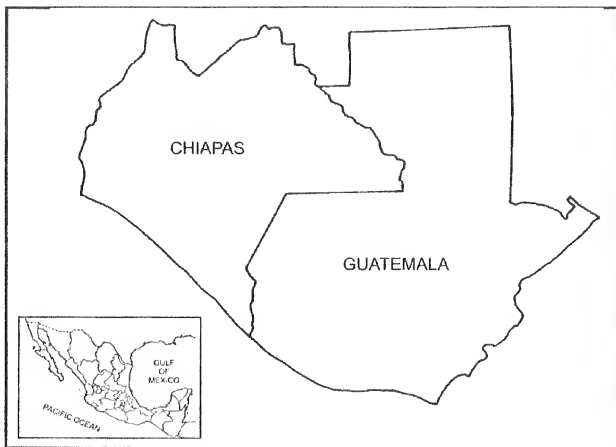 CHIAPAS
GUATEMALA
GULF
OF
MEXICO
PACIFIC OCEAN